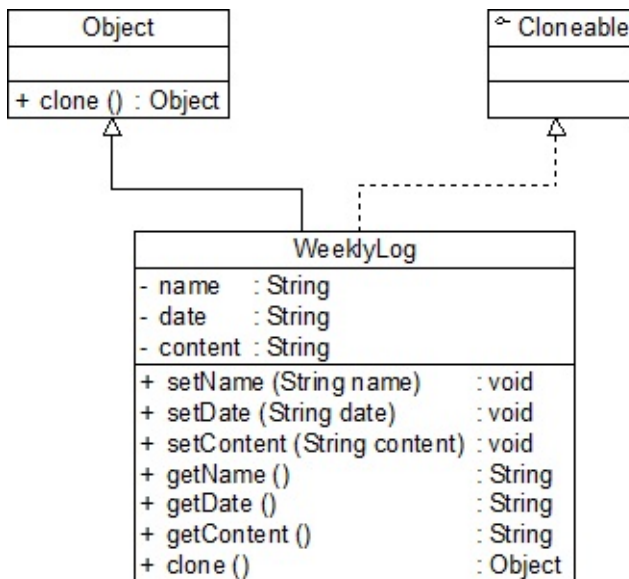 Object
+ clone () : Object
Cloneable
WeeklyLog
- name : String
- date : String
- content : String
+ setName (String name) : void
+ setDate (String date) : void
+ setContent (String content) : void
+ getName () : String
+ getDate () : String
+ getContent () : String
+ clone () : Object